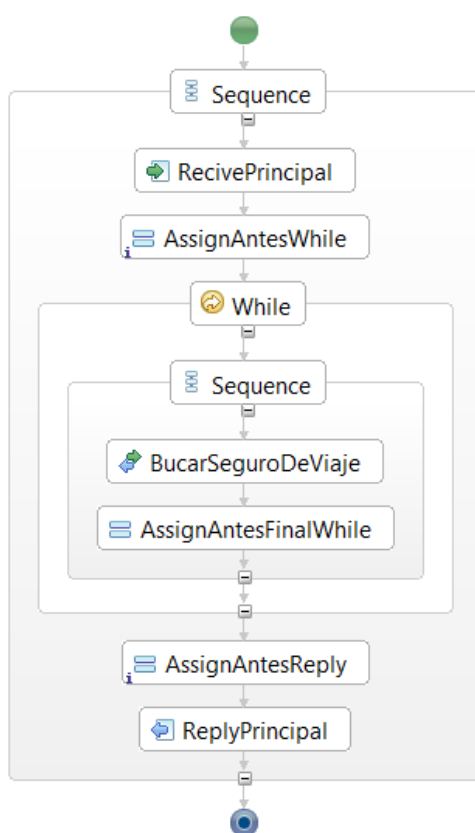 Sequence
RecivePrincipal
AssignAntesWhile
While
Sequence
BucarSeguroDeViaje
AssignAntesFinalWhile
AssignAntesReply
ReplyPrincipal